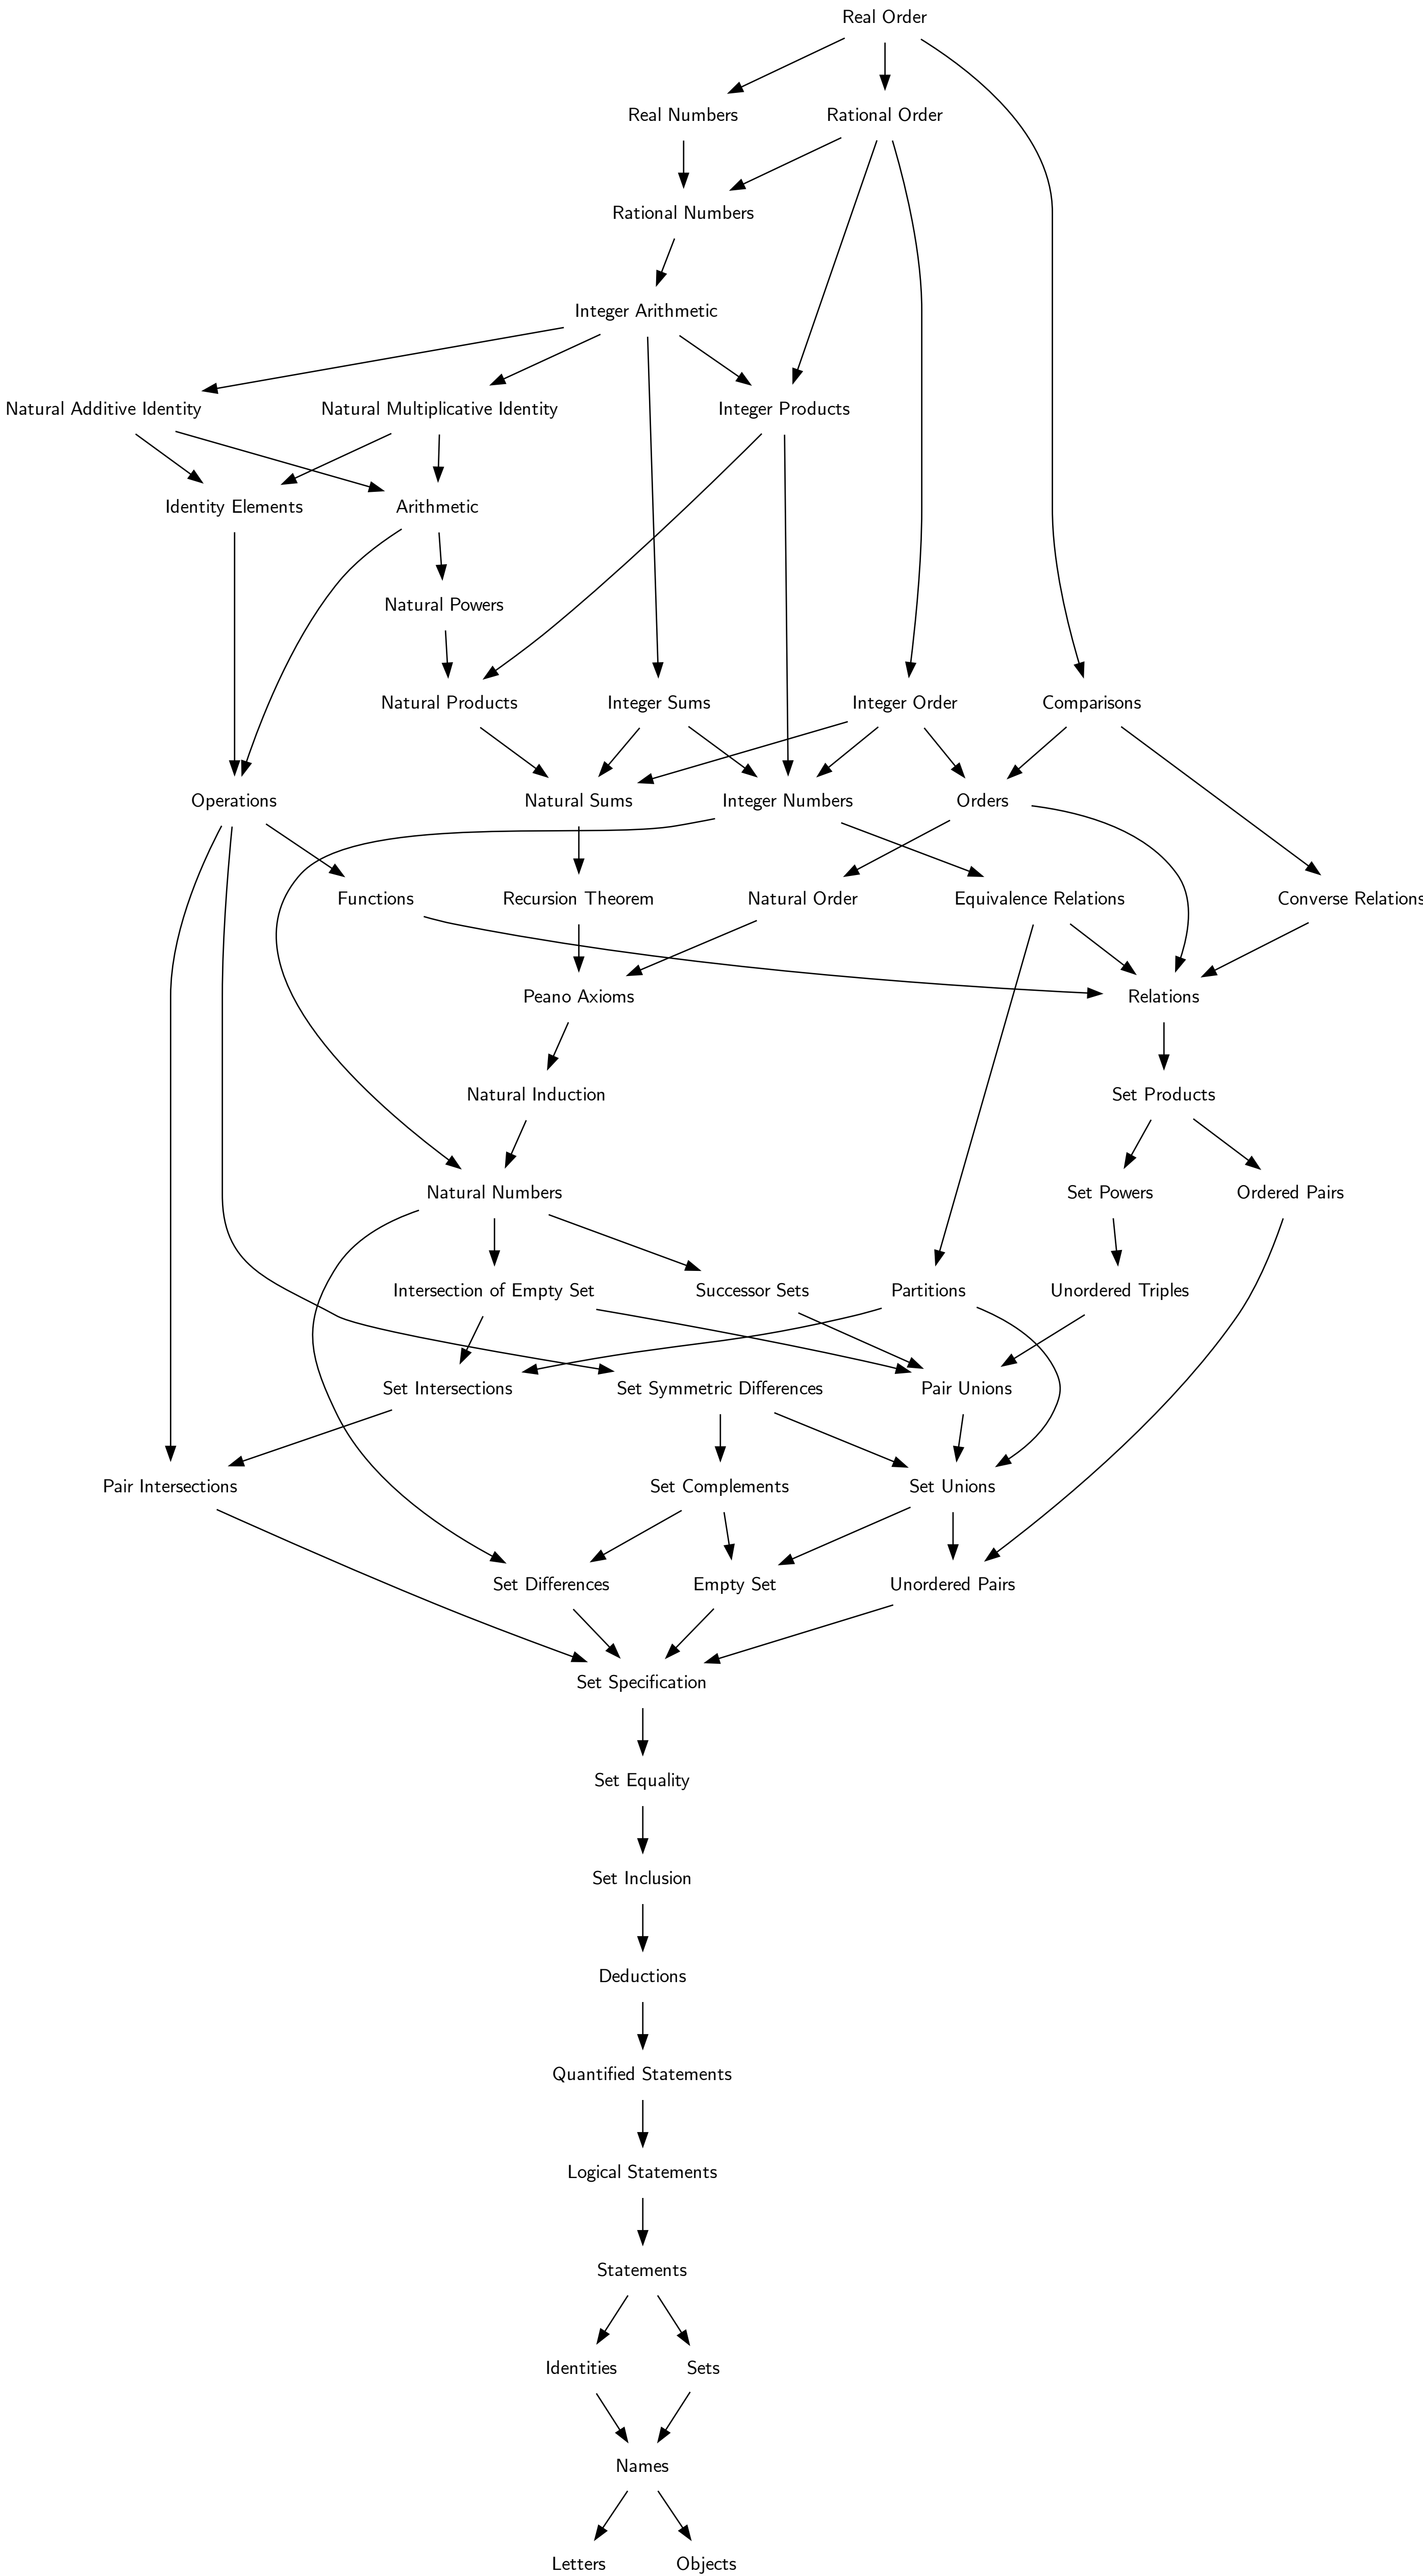 Real Order
Real Numbers
Rational Order
Rational Numbers
Integer Arithmetic
Natural Additive Identity
Natural Multiplicative Identity
Integer Products
Identity Elements
Arithmetic
Natural Powers
Natural Products
Integer Sums
Integer Order
Comparisons
Operations
Natural Sums
Integer Numbers
Orders
Functions
Recursion Theorem
Natural Order
Equivalence Relations
Converse Relations
Peano Axioms
Relations
Natural Induction
Set Products
Natural Numbers
Set Powers
Ordered Pairs
Intersection of Empty Set
Successor Sets
Partitions
Unordered Triples
Set Intersections
Set Symmetric Differences
Pair Unions
Pair Intersections
Set Complements
Set Unions
Set Differences
Empty Set
Unordered Pairs
Set Specification
Set Equality
Set Inclusion
Deductions
Quantified Statements
Logical Statements
Statements
Identities
Sets
Names
Letters
Objects